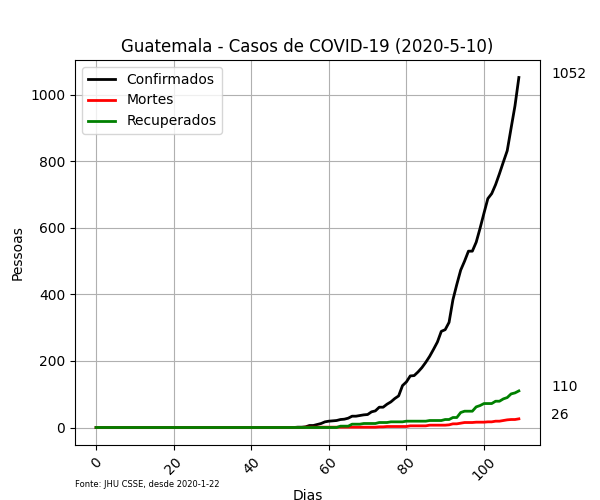 Guatemala - Casos de COVID-19 (2020-5-10)
Confirmados
Mortes
Recuperados
1052
110
26
Pessoas
1000
800
600
400
200
0
0 20 40 60 80 100
Fonte: JHU CSSE, desde 2020-1-22
Dias